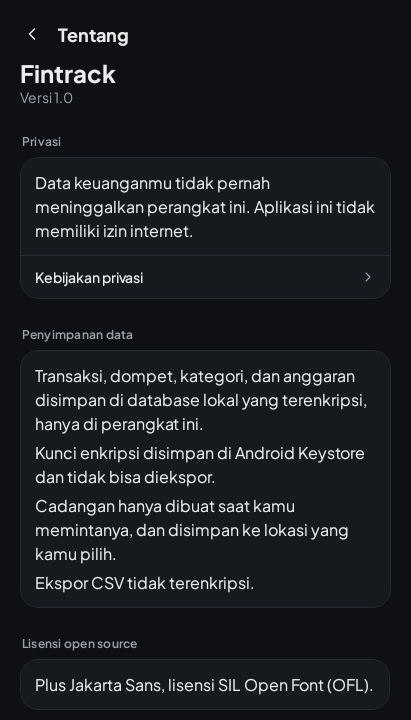 Tentang
Fintrack
Versi 1.0
Privasi
Data keuanganmu tidak pernah
meninggalkan perangkat ini. Aplikasi ini tidak
memiliki izin internet.
Kebijakan privasi
Penyimpanan data
Transaksi, dompet, kategori, dan anggaran
disimpan di database lokal yang terenkripsi,
hanya di perangkat ini.
Kunci enkripsi disimpan di Android Keystore
dan tidak bisa diekspor.
Cadangan hanya dibuat saat kamu
memintanya, dan disimpan ke lokasi yang
kamu pilih.
Ekspor CSV tidak terenkripsi.
Lisensi open source
Plus Jakarta Sans, lisensi SIL Open Font (OFL).